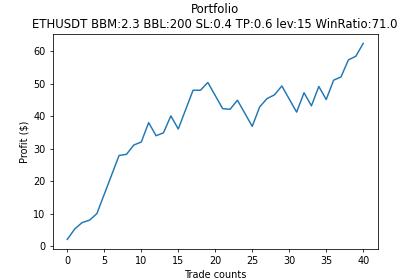 Portfolio
ETHUSDT BBM:2.3 BBL:200 SL:0.4 TP:0.6 lev:15 WinRatio:71.0
60
50
40
30
20
10
0
Profit ($)
0 5 10 15 20 25 30 35 40
Trade counts